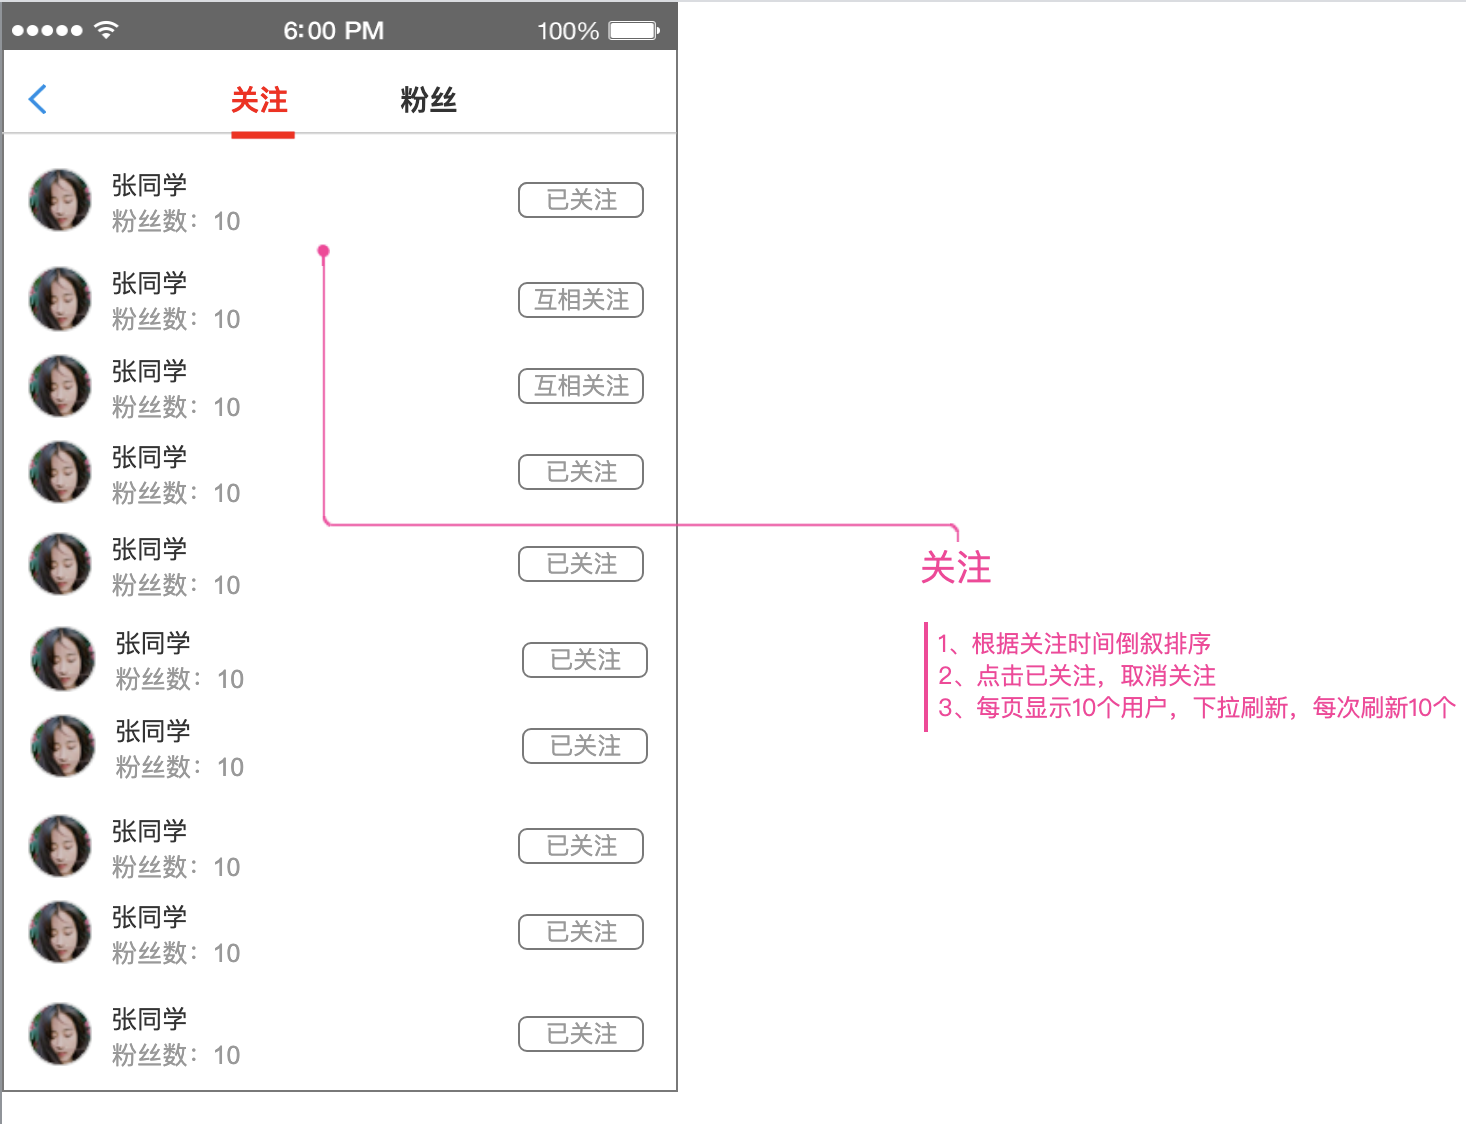 6:00 PM 100%
关注 粉丝
张同学
已关注
粉丝数：10
张同学
互相关注
粉丝数：10
张同学
互相关注
粉丝数：10
张同学
已关注
粉丝数：10
张同学
已关注
粉丝数：10
张同学
已关注
粉丝数：10
张同学
已关注
粉丝数：10
张同学
已关注
粉丝数：10
张同学
已关注
粉丝数：10
张同学
已关注
粉丝数：10
关注
1、根据关注时间倒叙排序
2、点击已关注，取消关注
3、每页显示10个用户，下拉刷新，每次刷新10个